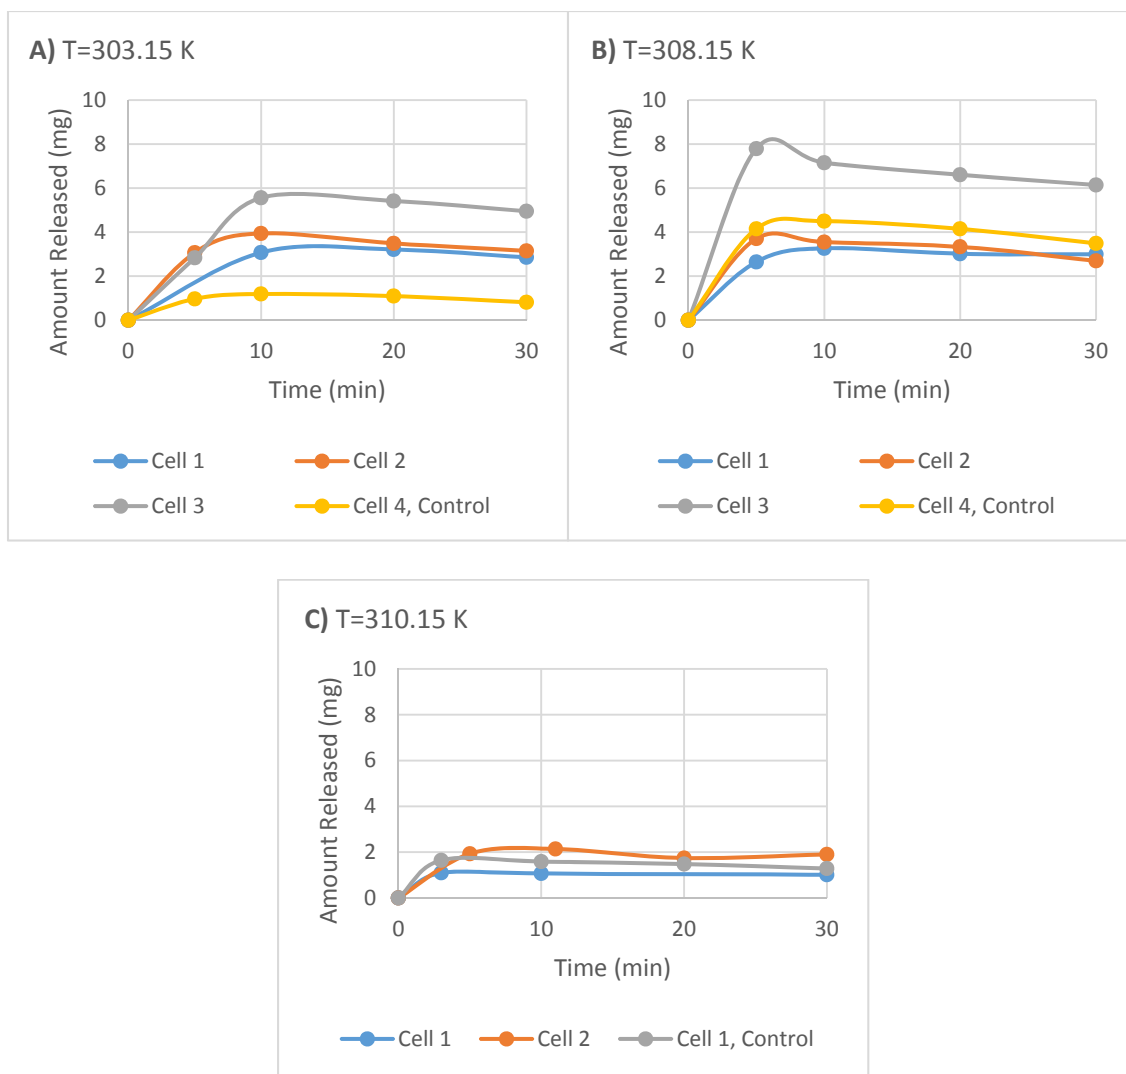 A) T=303.15 K
10
8
6
4
2
0
Amount Released (mg)
0 10 20 30
Time (min)
Cell 1 Cell 2
Cell 3 Cell 4, Control
B) T=308.15 K
10
8
6
4
2
0
Amount Released (mg)
0 10 20 30
Time (min)
Cell 1 Cell 2
Cell 3 Cell 4, Control
C) T=310.15 K
10
8
6
4
2
0
Amount Released (mg)
0 10 20 30
Time (min)
Cell 1 Cell 2 Cell 1, Control